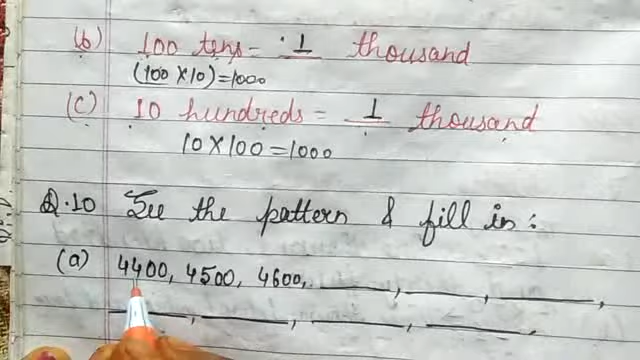 (b) 100 tens = 1 thousand
(100 × 10) = 1000
(c) 10 hundreds = 1 thousand
10 × 100 = 1000
Q.10 See the pattern & fill in :
(a) 4400, 4500, 4600, ____, ____, ____,
____, ____, ____.